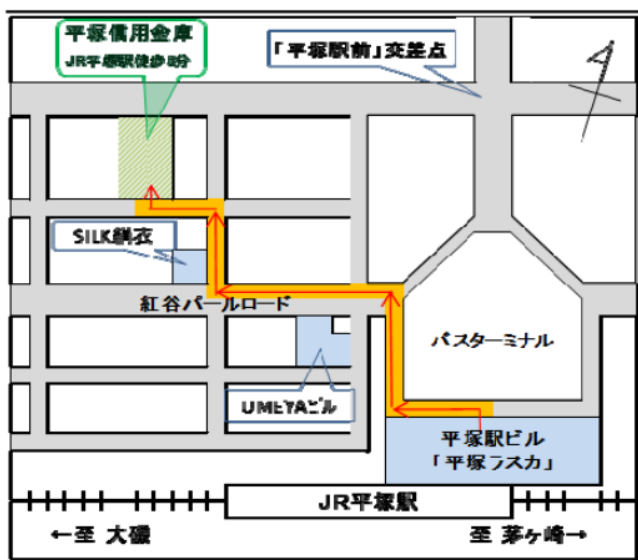 平塚信用金庫
JR平塚駅徒歩8分
「平塚駅前」交差点
SILK絹衣
紅谷パールロード
バスターミナル
UMEYAビル
平塚駅ビル
「平塚ラスカ」
JR平塚駅
←至 大磯
至 茅ヶ崎→